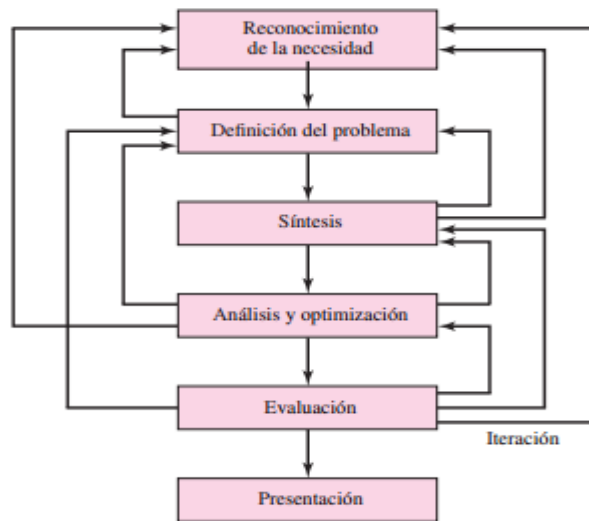 Reconocimiento
de la necesidad
Definición del problema
Síntesis
Análisis y optimización
Evaluación
Iteración
Presentación